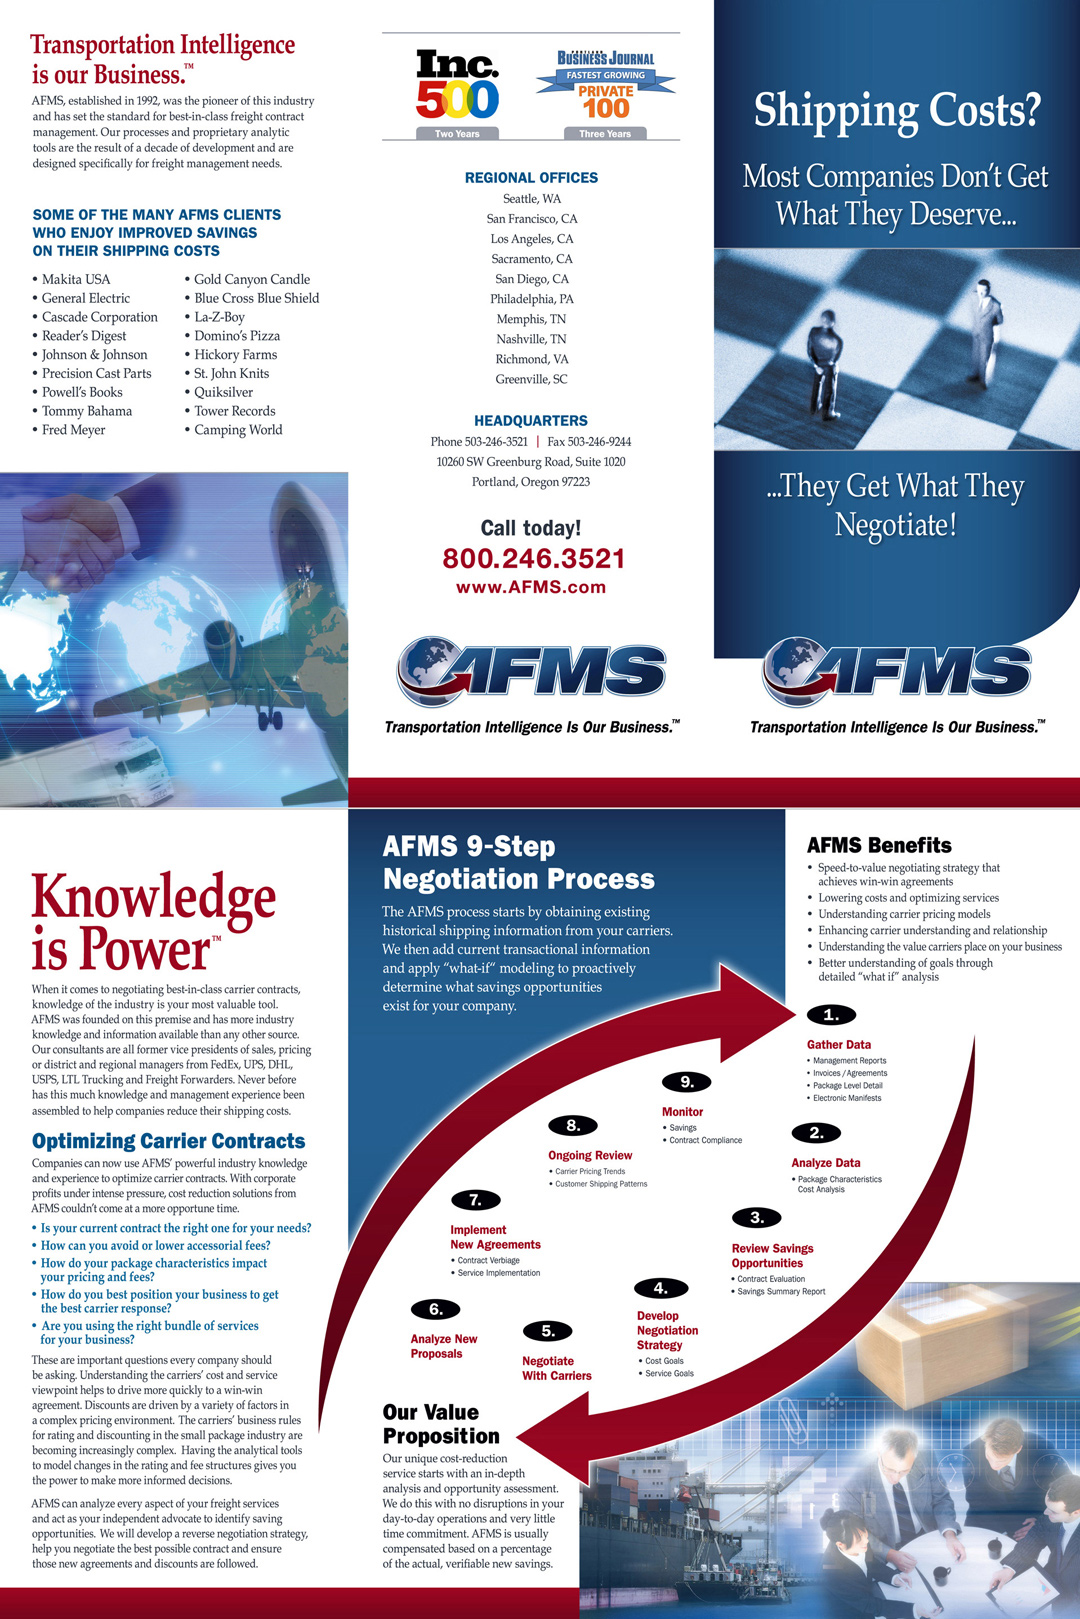 Transportation Intelligence
is our Business.™
AFMS, established in 1992, was the pioneer of this industry
and has set the standard for best-in-class freight contract
management. Our processes and proprietary analytic
tools are the result of a decade of development and are
designed specifically for freight management needs.
SOME OF THE MANY AFMS CLIENTS
WHO ENJOY IMPROVED SAVINGS
ON THEIR SHIPPING COSTS
• Makita USA
• General Electric
• Cascade Corporation
• Reader's Digest
• Johnson & Johnson
• Precision Cast Parts
• Powell's Books
• Tommy Bahama
• Fred Meyer
• Gold Canyon Candle
• Blue Cross Blue Shield
• La-Z-Boy
• Domino's Pizza
• Hickory Farms
• St. John Knits
• Quiksilver
• Tower Records
• Camping World
Inc.
500
Two Years
PORTLAND
BUSINESS JOURNAL
FASTEST GROWING
PRIVATE
100
Three Years
REGIONAL OFFICES
Seattle, WA
San Francisco, CA
Los Angeles, CA
Sacramento, CA
San Diego, CA
Philadelphia, PA
Memphis, TN
Nashville, TN
Richmond, VA
Greenville, SC
HEADQUARTERS
Phone 503-246-3521 | Fax 503-246-9244
10260 SW Greenburg Road, Suite 1020
Portland, Oregon 97223
Call today!
800.246.3521
www.AFMS.com
AFMS
Transportation Intelligence Is Our Business.™
Shipping Costs?
Most Companies Don't Get
What They Deserve...
...They Get What They
Negotiate!
AFMS
Transportation Intelligence Is Our Business.™
Knowledge
is Power™
When it comes to negotiating best-in-class carrier contracts,
knowledge of the industry is your most valuable tool.
AFMS was founded on this premise and has more industry
knowledge and information available than any other source.
Our consultants are all former vice presidents of sales, pricing
or district and regional managers from FedEx, UPS, DHL,
USPS, LTL Trucking and Freight Forwarders. Never before
has this much knowledge and management experience been
assembled to help companies reduce their shipping costs.
Optimizing Carrier Contracts
Companies can now use AFMS' powerful industry knowledge
and experience to optimize carrier contracts. With corporate
profits under intense pressure, cost reduction solutions from
AFMS couldn't come at a more opportune time.
• Is your current contract the right one for your needs?
• How can you avoid or lower accessorial fees?
• How do your package characteristics impact
your pricing and fees?
• How do you best position your business to get
the best carrier response?
• Are you using the right bundle of services
for your business?
These are important questions every company should
be asking. Understanding the carriers' cost and service
viewpoint helps to drive more quickly to a win-win
agreement. Discounts are driven by a variety of factors in
a complex pricing environment. The carriers' business rules
for rating and discounting in the small package industry are
becoming increasingly complex. Having the analytical tools
to model changes in the rating and fee structures gives you
the power to make more informed decisions.
AFMS can analyze every aspect of your freight services
and act as your independent advocate to identify saving
opportunities. We will develop a reverse negotiation strategy,
help you negotiate the best possible contract and ensure
those new agreements and discounts are followed.
AFMS 9-Step
Negotiation Process
The AFMS process starts by obtaining existing
historical shipping information from your carriers.
We then add current transactional information
and apply "what-if" modeling to proactively
determine what savings opportunities
exist for your company.
AFMS Benefits
• Speed-to-value negotiating strategy that
achieves win-win agreements
• Lowering costs and optimizing services
• Understanding carrier pricing models
• Enhancing carrier understanding and relationship
• Understanding the value carriers place on your business
• Better understanding of goals through
detailed "what if" analysis
1.
Gather Data
• Management Reports
• Invoices / Agreements
• Package Level Detail
• Electronic Manifests
2.
Analyze Data
• Package Characteristics
Cost Analysis
3.
Review Savings
Opportunities
• Contract Evaluation
• Savings Summary Report
4.
Develop
Negotiation
Strategy
• Cost Goals
• Service Goals
5.
Negotiate
With Carriers
6.
Analyze New
Proposals
7.
Implement
New Agreements
• Contract Verbiage
• Service Implementation
8.
Ongoing Review
• Carrier Pricing Trends
• Customer Shipping Patterns
9.
Monitor
• Savings
• Contract Compliance
Our Value
Proposition
Our unique cost-reduction
service starts with an in-depth
analysis and opportunity assessment.
We do this with no disruptions in your
day-to-day operations and very little
time commitment. AFMS is usually
compensated based on a percentage
of the actual, verifiable new savings.